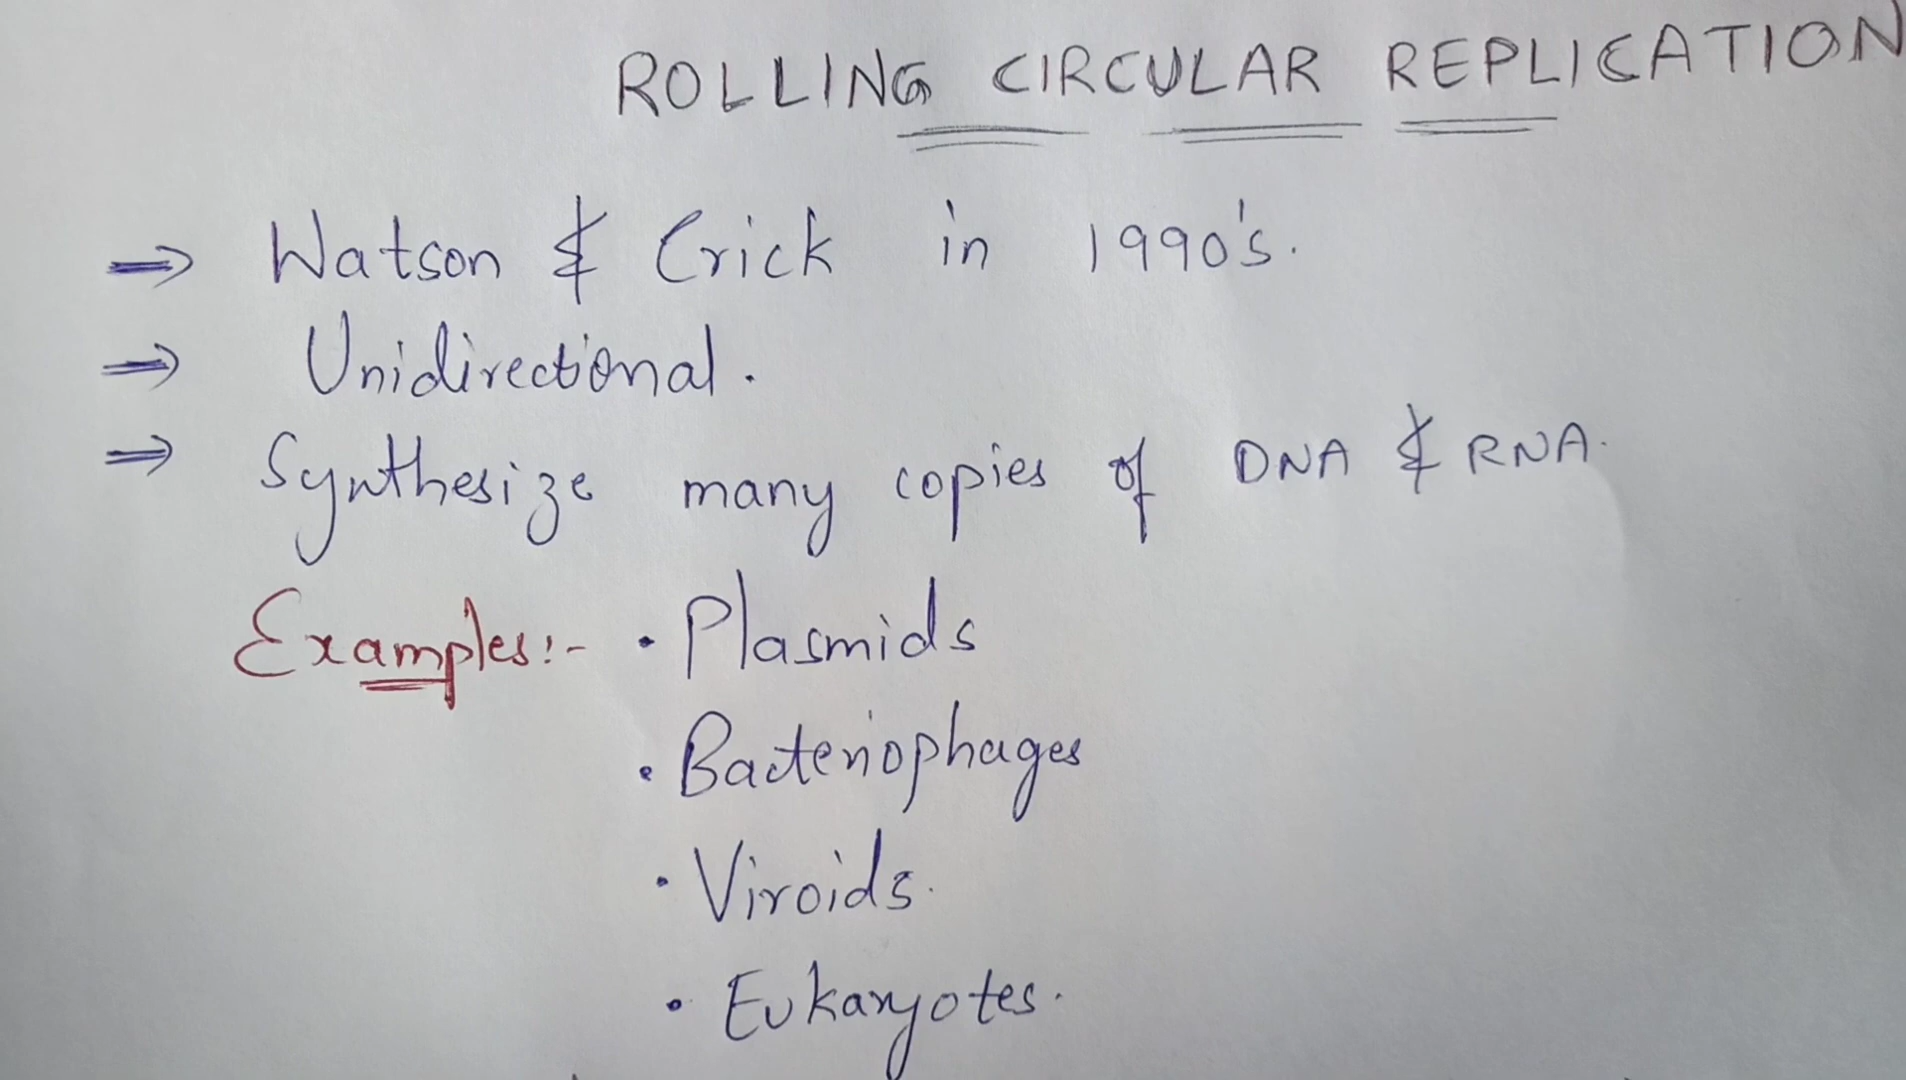 ROLLING CIRCULAR REPLICATION
⇒ Watson & Crick in 1990's.
⇒ Unidirectional.
⇒ Synthesize many copies of DNA & RNA.
Examples:- • Plasmids
• Bacteriophages
• Viroids.
• Eukaryotes.